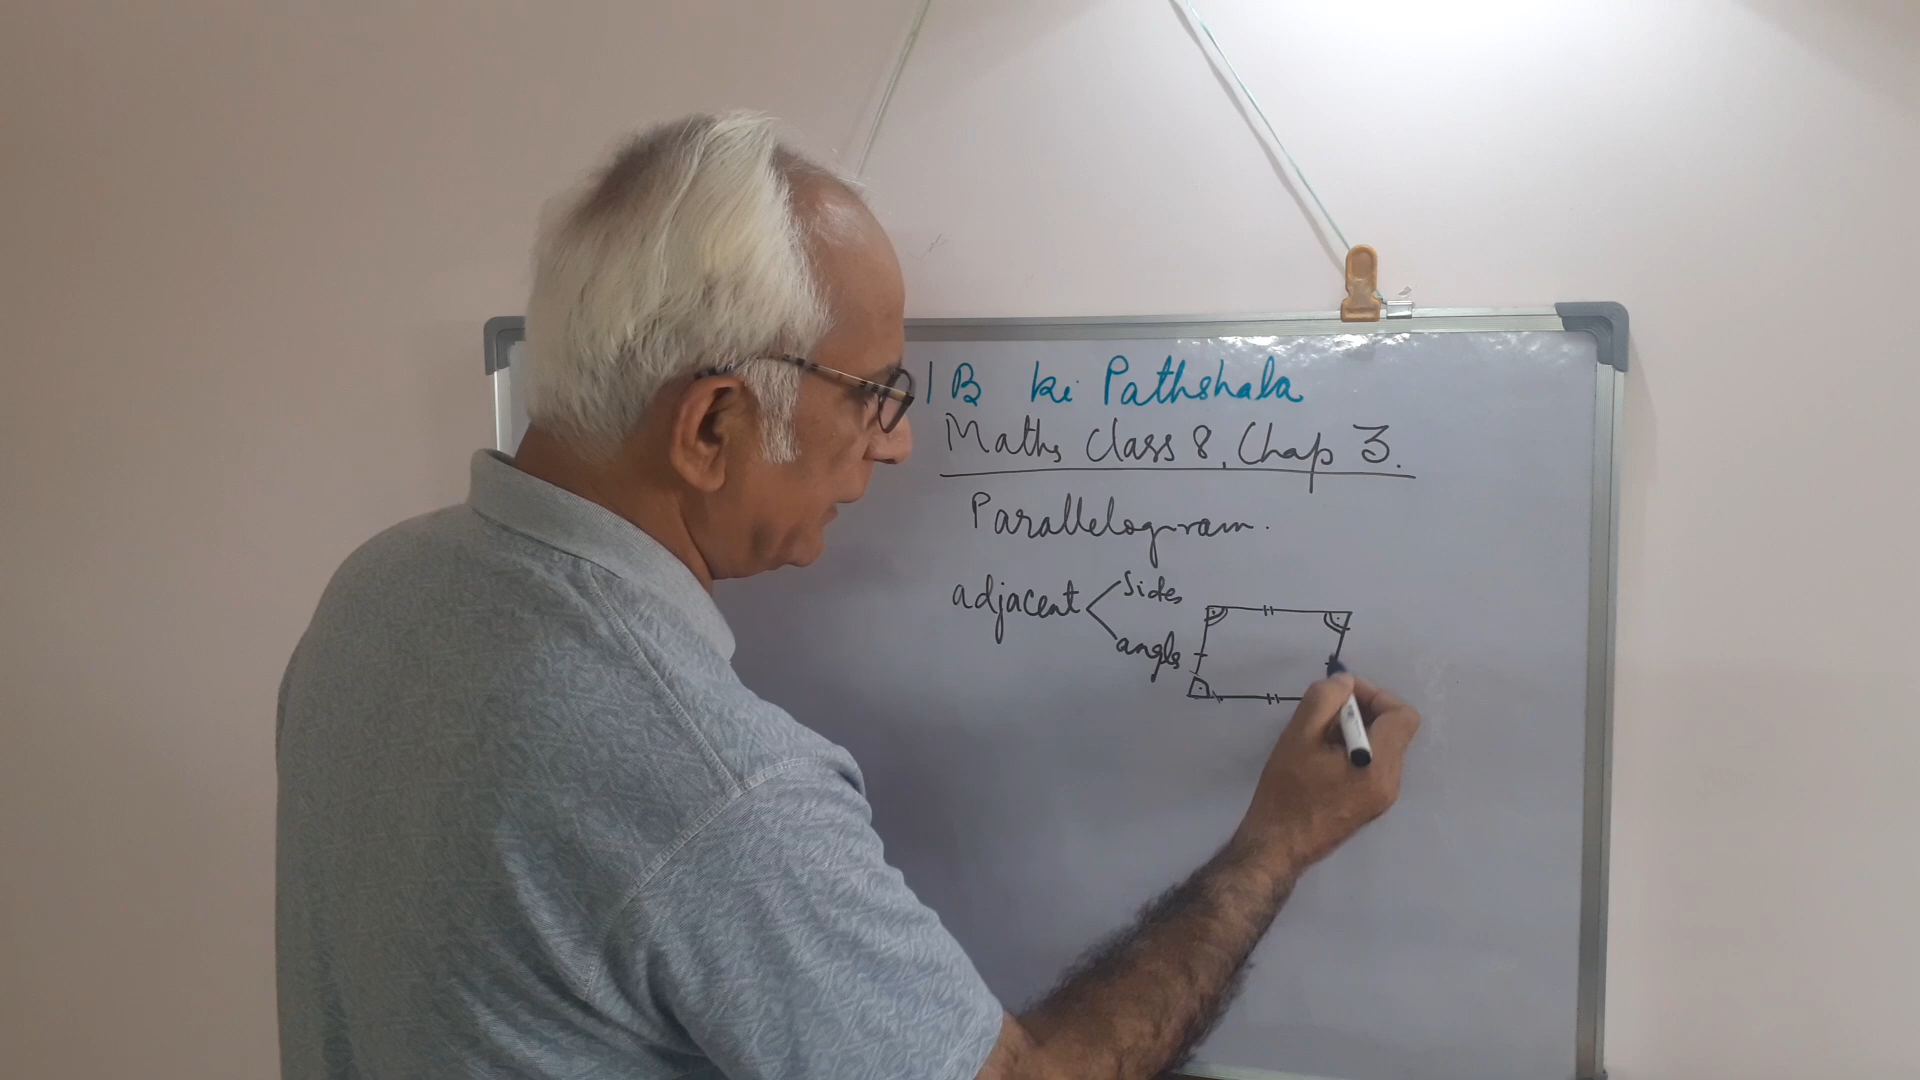 B ki Pathshala
Maths Class 8, Chap 3.
Parallelogram.
adjacent < Sides
angles